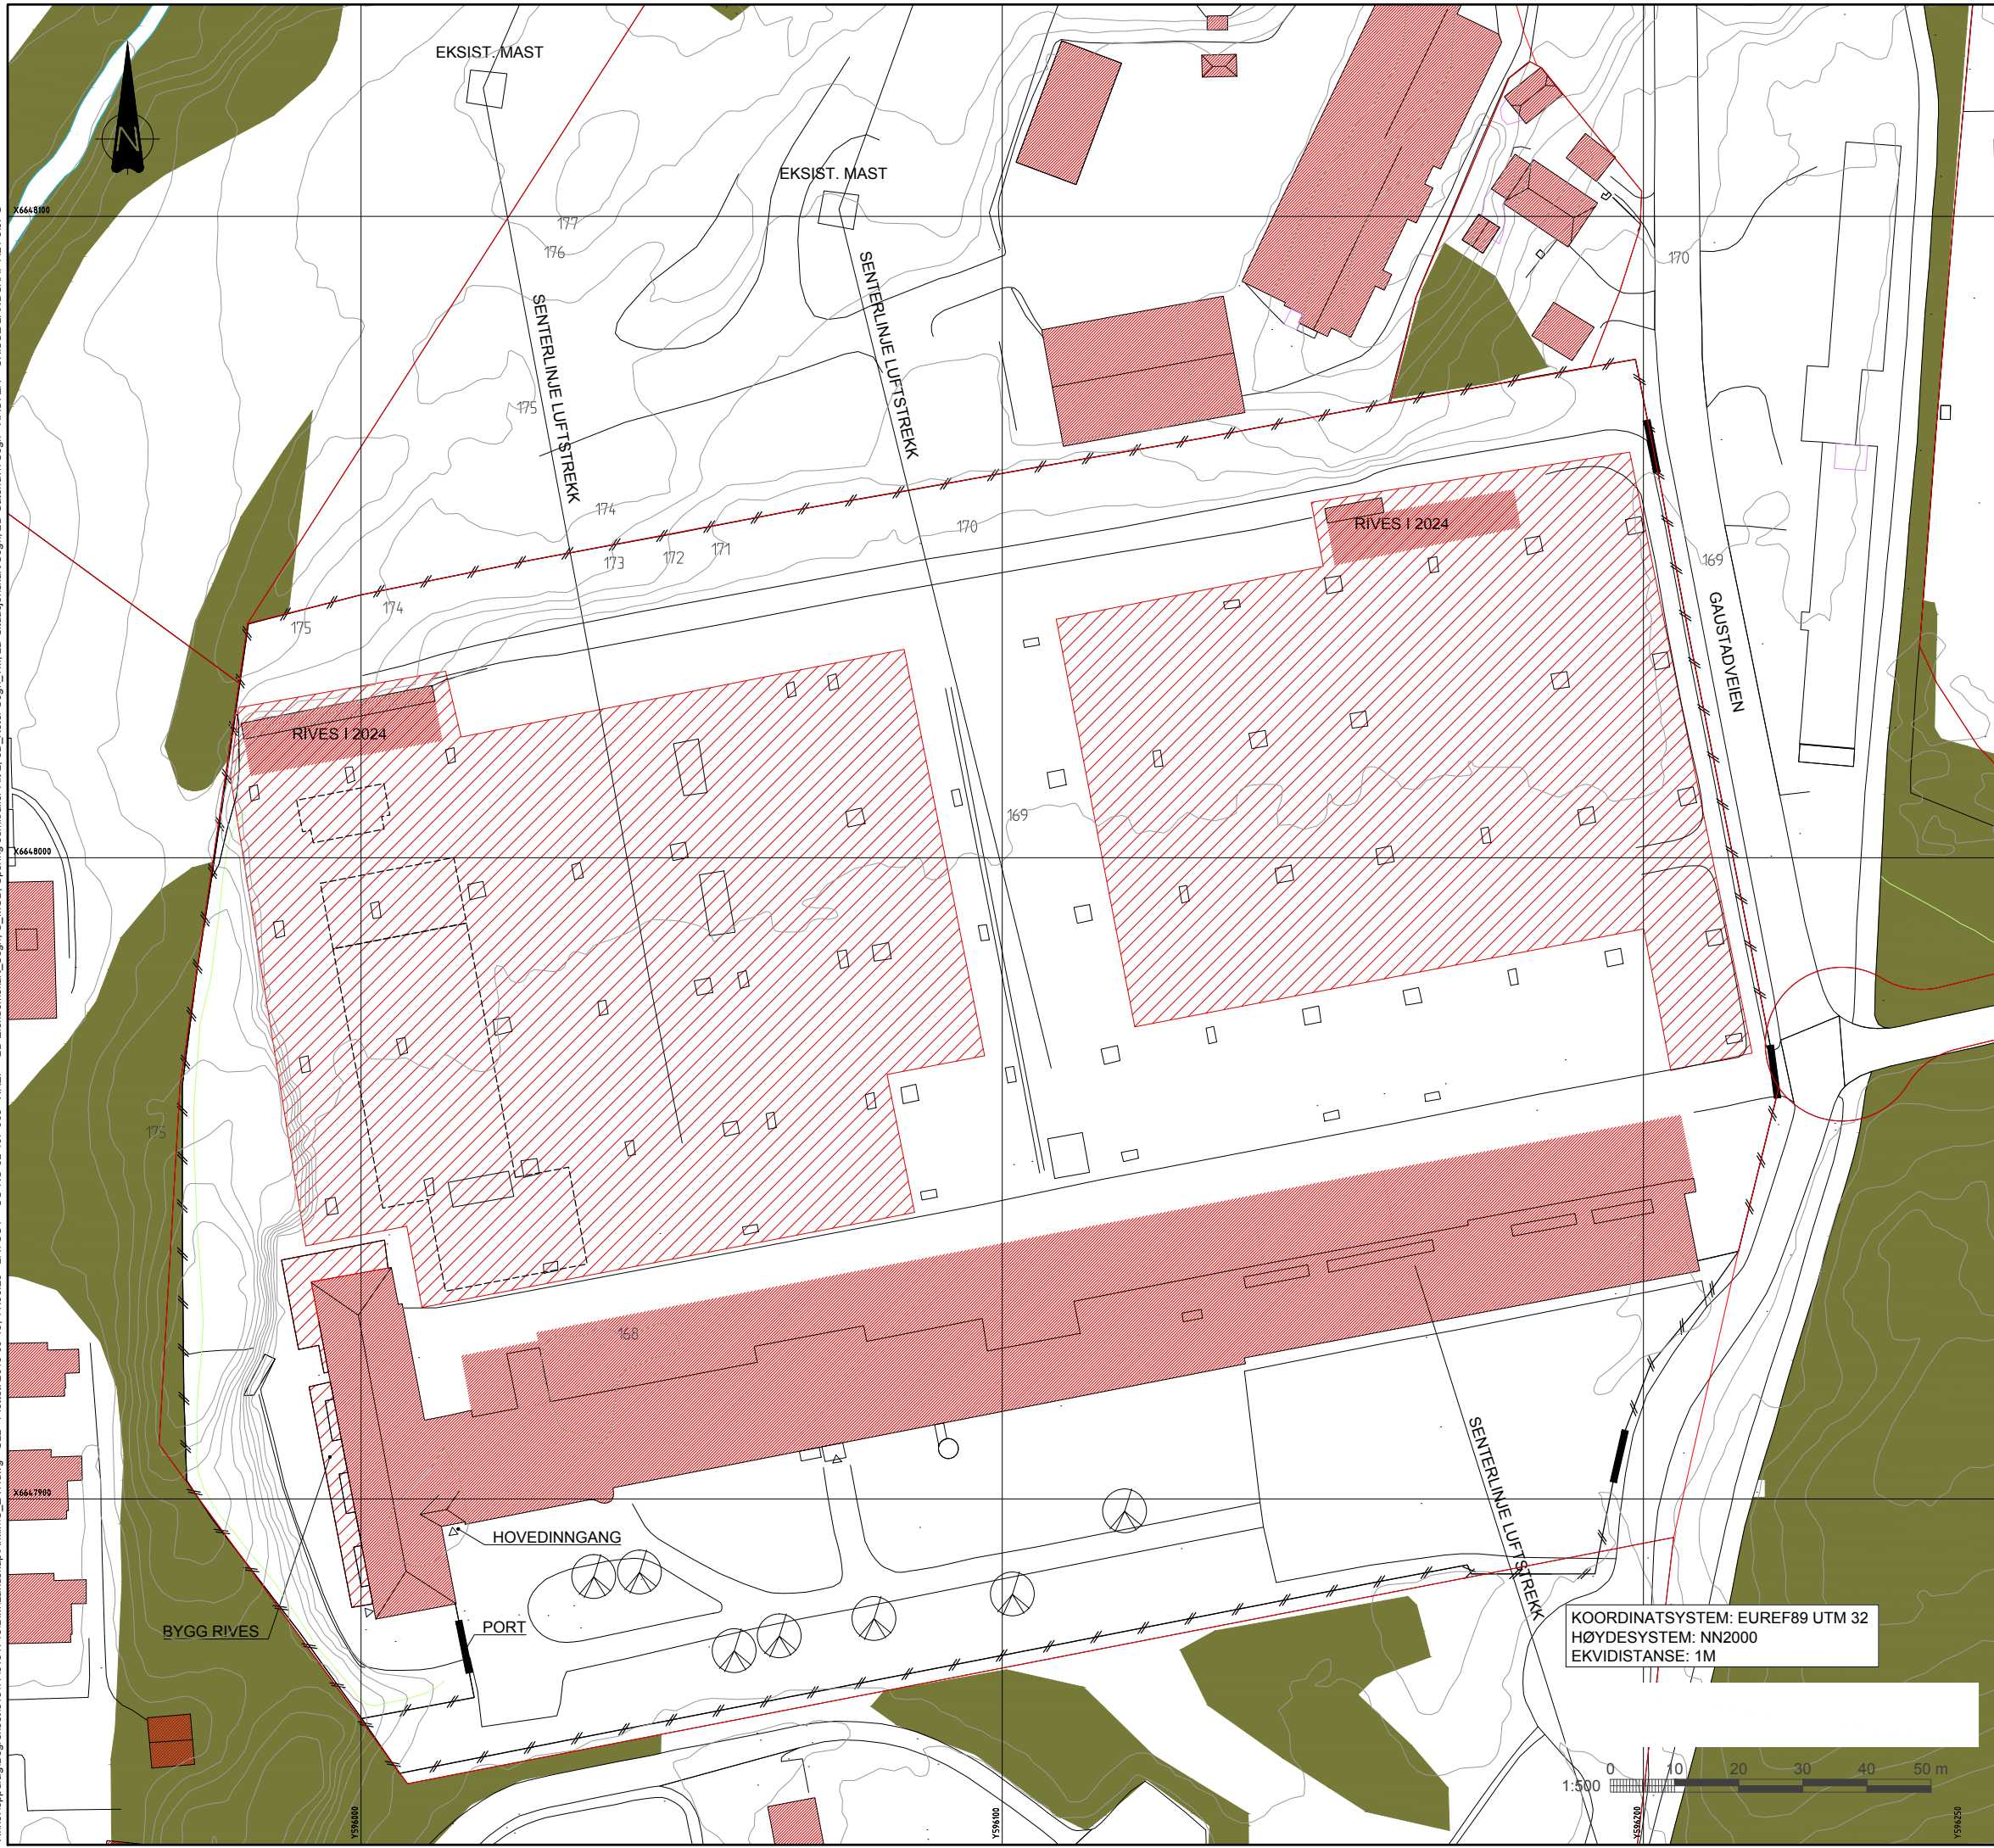 EKSIST. MAST
N
EKSIST. MAST
X6648100
177
176
170
SENTERLINJE LUFTSTREKK
SENTERLINJE LUFTSTREKK
175
174
170
RIVES I 2024
173
172
171
169
174
175
GAUSTADVEIEN
RIVES I 2024
169
X6648000
175
168
SENTERLINJE LUFTSTREKK
X6647900
HOVEDINNGANG
PORT
BYGG RIVES
KOORDINATSYSTEM: EUREF89 UTM 32
HØYDESYSTEM: NN2000
EKVIDISTANSE: 1M
0 10 20 30 40 50 m
1:500
Y596000
Y596100
Y596200
Y596250